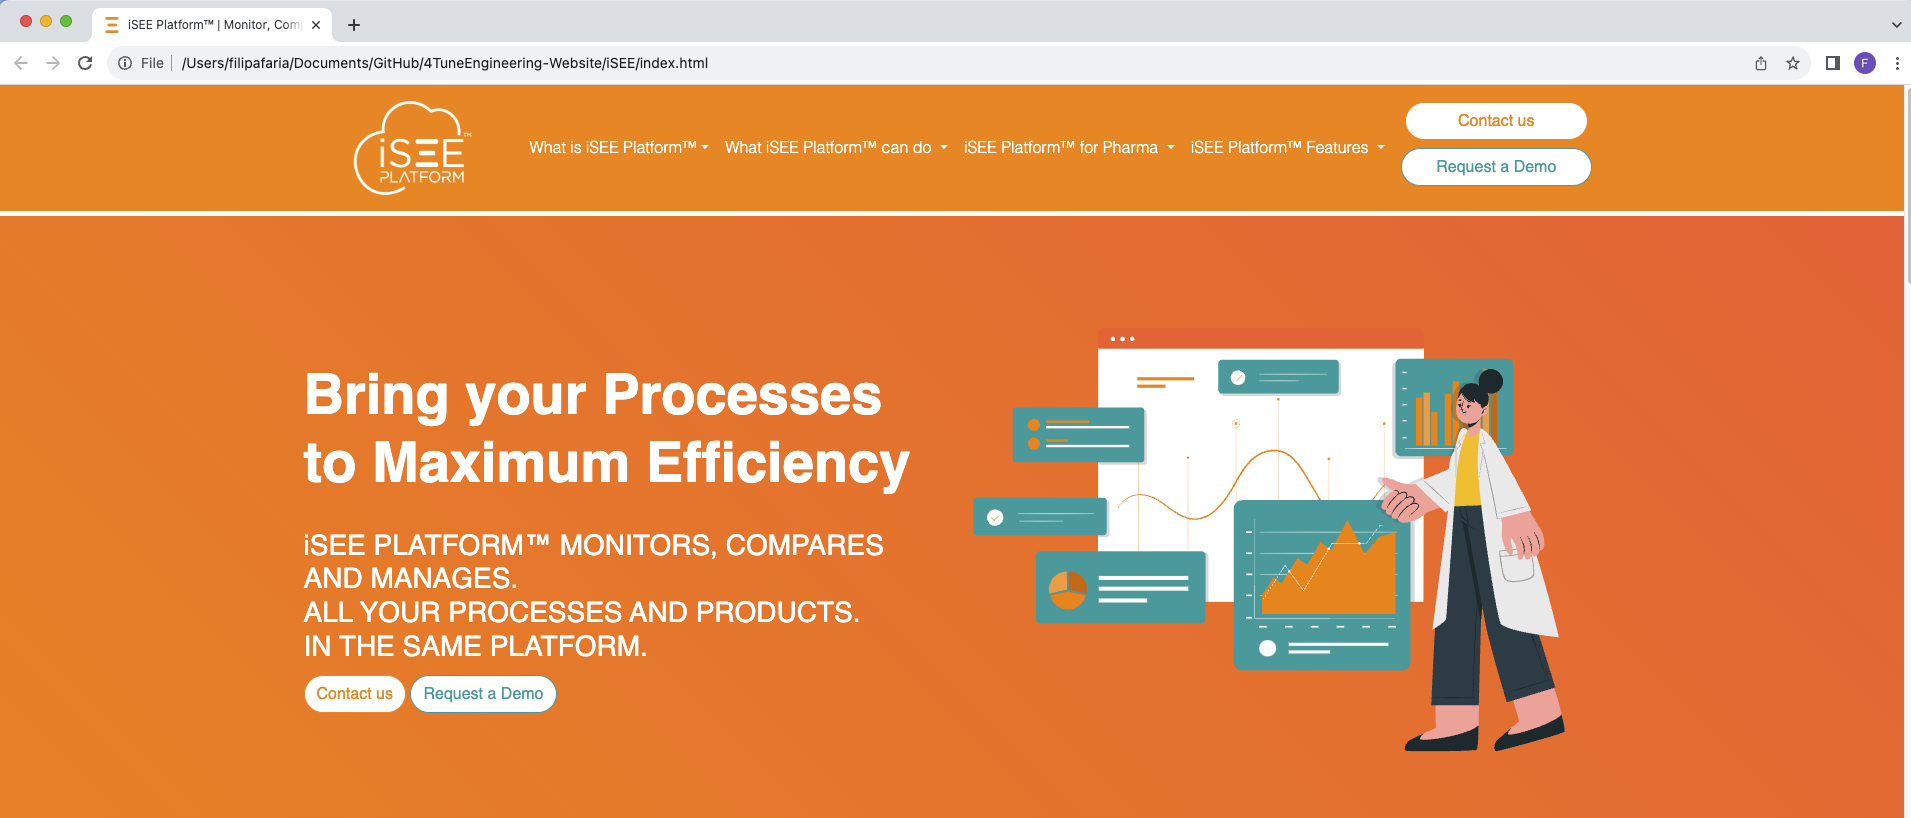 iSEE Platform™ | Monitor, Com
File
/Users/filipafaria/Documents/GitHub/4TuneEngineering-Website/iSEE/index.html
F
iSEE™
PLATFORM
What is iSEE Platform™
What iSEE Platform™ can do
iSEE Platform™ for Pharma
iSEE Platform™ Features
Contact us
Request a Demo
Bring your Processes
to Maximum Efficiency
iSEE PLATFORM™ MONITORS, COMPARES
AND MANAGES.
ALL YOUR PROCESSES AND PRODUCTS.
IN THE SAME PLATFORM.
Contact us
Request a Demo